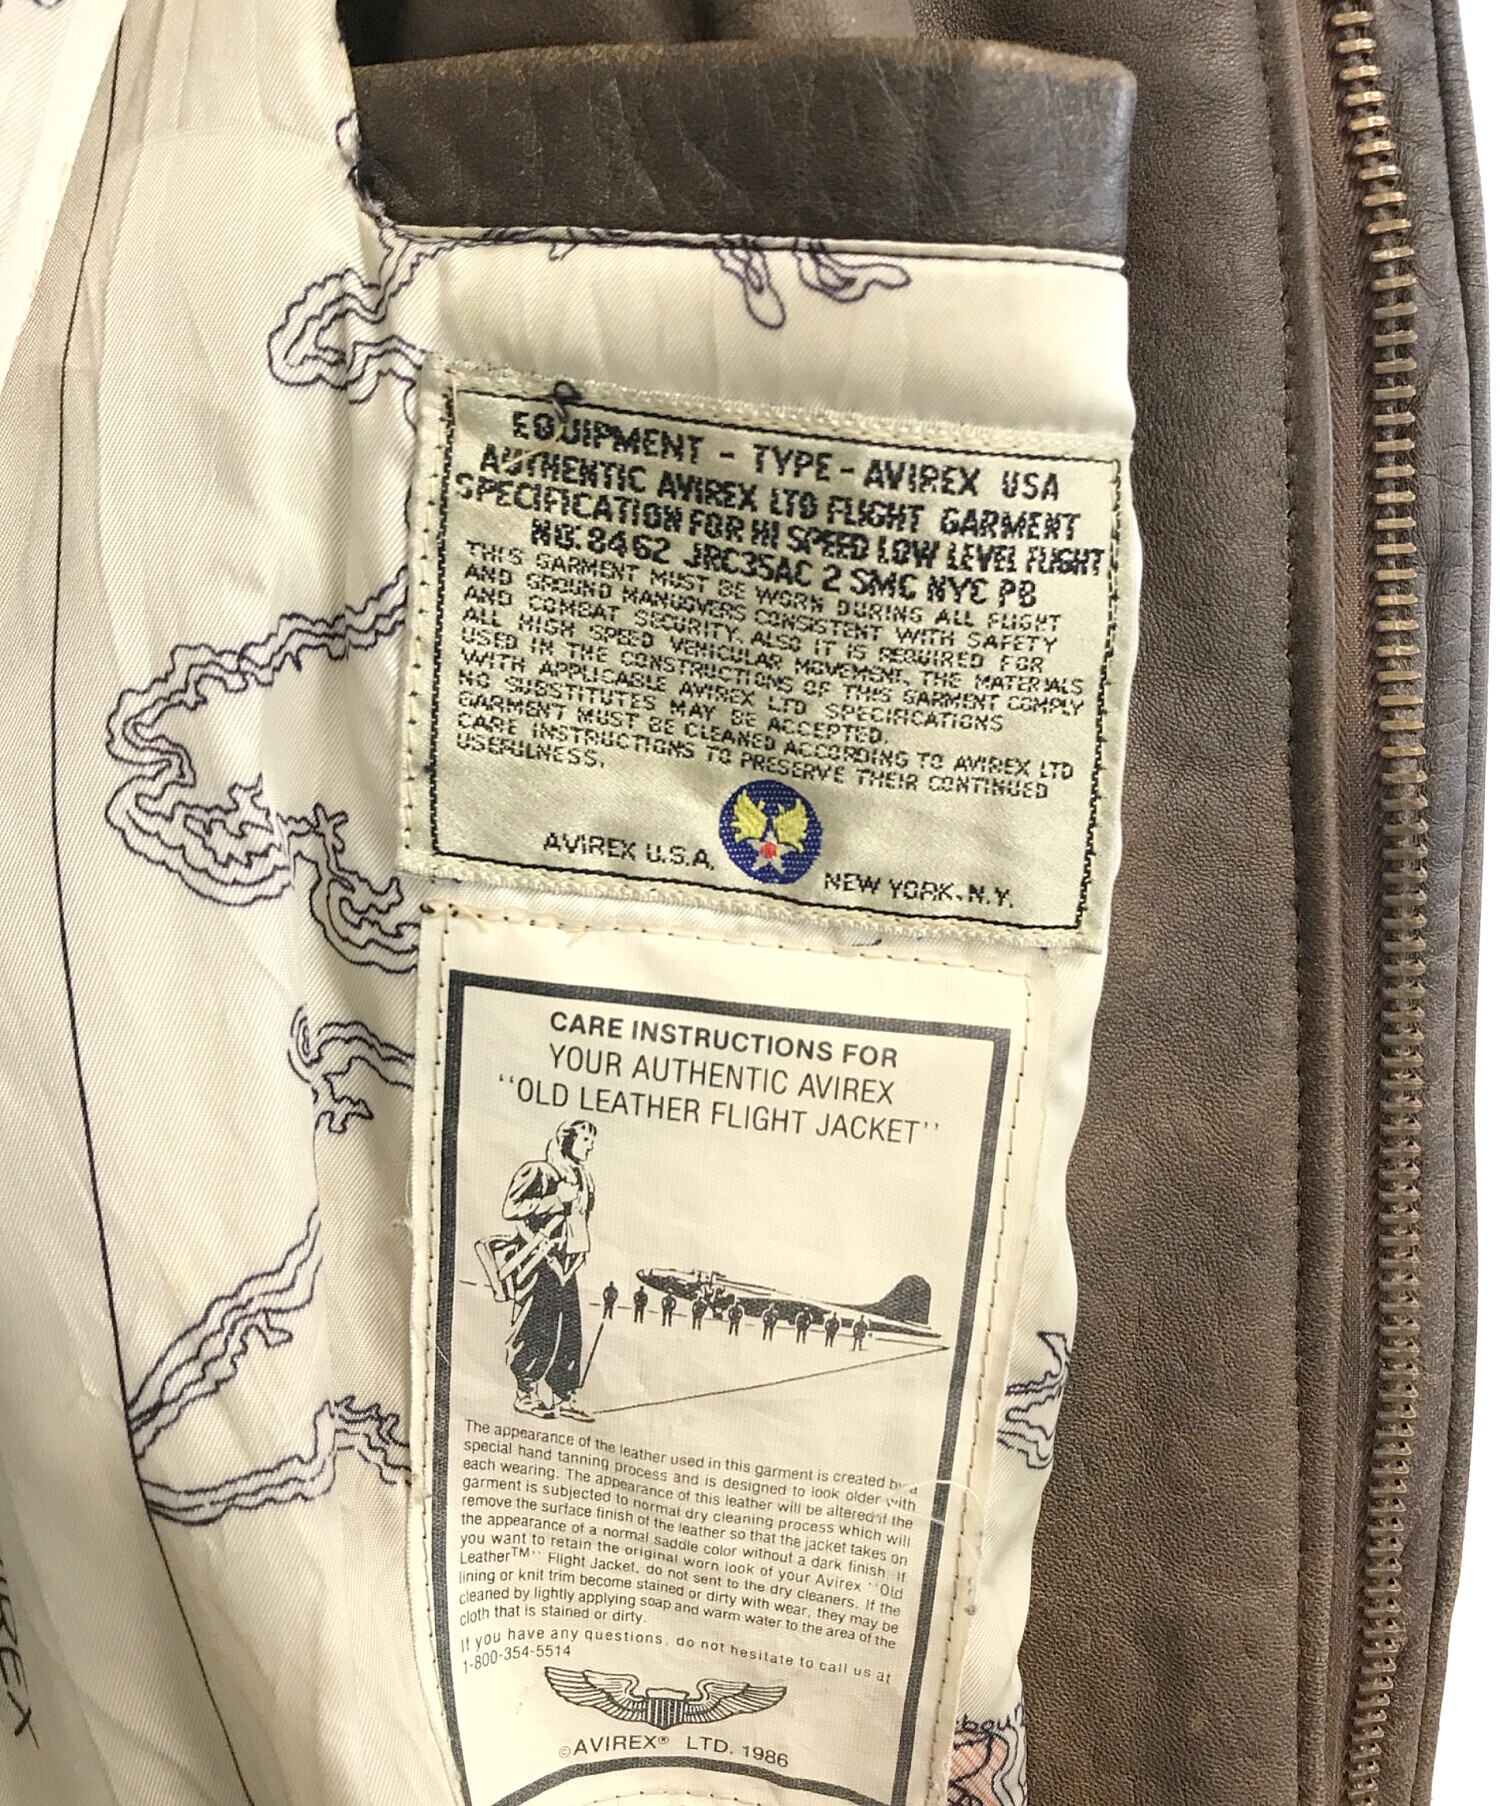 EQUIPMENT - TYPE - AVIREX USA
AUTHENTIC AVIREX LTD FLIGHT GARMENT
SPECIFICATION FOR HI SPEED LOW LEVEL FLIGHT
NO. 8462 JRC35AC 2 SMC NYC PB
THIS GARMENT MUST BE WORN DURING ALL FLIGHT
AND GROUND MANUOVERS CONSISTENT WITH SAFETY
AND COMBAT SECURITY. ALSO IT IS REQUIRED FOR
ALL HIGH SPEED VEHICULAR MOVEMENT. THE MATERIALS
USED IN THE CONSTRUCTIONS OF THIS GARMENT COMPLY
WITH APPLICABLE AVIREX LTD SPECIFICATIONS
NO SUBSTITUTES MAY BE ACCEPTED.
GARMENT MUST BE CLEANED ACCORDING TO AVIREX LTD
CARE INSTRUCTIONS TO PRESERVE THEIR CONTINUED
USEFULNESS.
AVIREX U.S.A. NEW YORK, N.Y.
CARE INSTRUCTIONS FOR
YOUR AUTHENTIC AVIREX
"OLD LEATHER FLIGHT JACKET"
The appearance of the leather used in this garment is created by a
special hand tanning process and is designed to look older with
each wearing. The appearance of this leather will be altered if the
garment is subjected to normal dry cleaning process which will
remove the surface finish of the leather so that the jacket takes on
the appearance of a normal saddle color without a dark finish. If
you want to retain the original worn look of your Avirex "Old
Leather™" Flight Jacket, do not sent to the dry cleaners. If the
lining or knit trim become stained or dirty with wear, they may be
cleaned by lightly applying soap and warm water to the area of the
cloth that is stained or dirty.
If you have any questions, do not hesitate to call us at
1-800-354-5514
©AVIREX® LTD. 1986